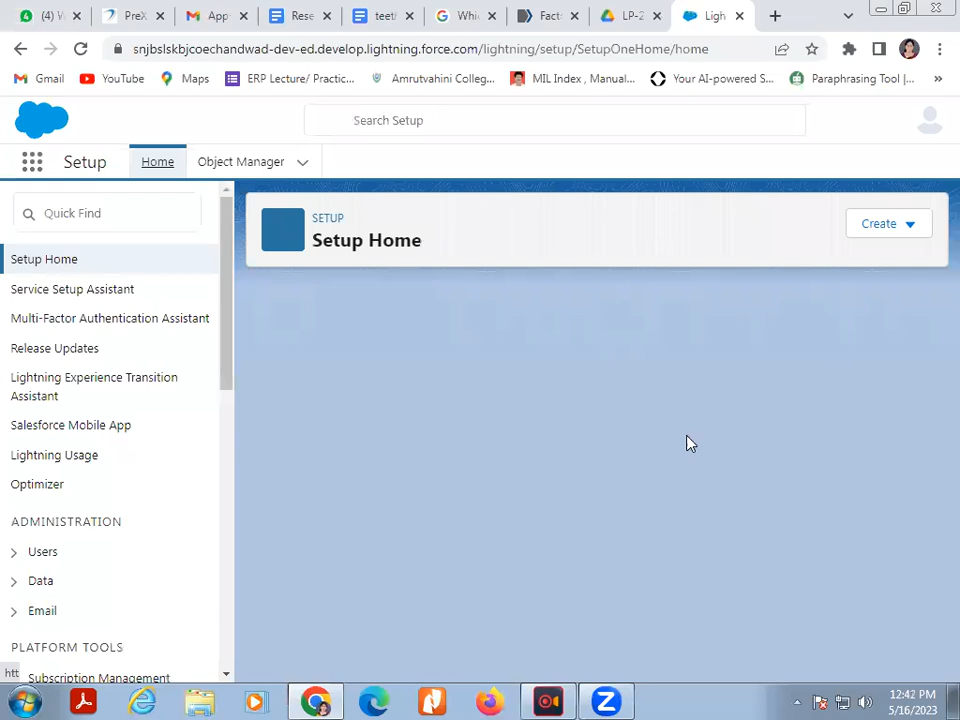 (4) W
PreX
App:
Rese
teetl
Whic
Fact:
LP-2
Ligh
snjbslskbjcoechandwad-dev-ed.develop.lightning.force.com/lightning/setup/SetupOneHome/home
Gmail
YouTube
Maps
ERP Lecture/ Practic...
Amrutvahini Colleg...
MIL Index , Manual...
Your AI-powered S...
Paraphrasing Tool |...
»
Search Setup
Setup
Home
Object Manager
Quick Find
SETUP
Setup Home
Create
Setup Home
Service Setup Assistant
Multi-Factor Authentication Assistant
Release Updates
Lightning Experience Transition
Assistant
Salesforce Mobile App
Lightning Usage
Optimizer
ADMINISTRATION
Users
Data
Email
PLATFORM TOOLS
Subscription Management
htt
12:42 PM
5/16/2023